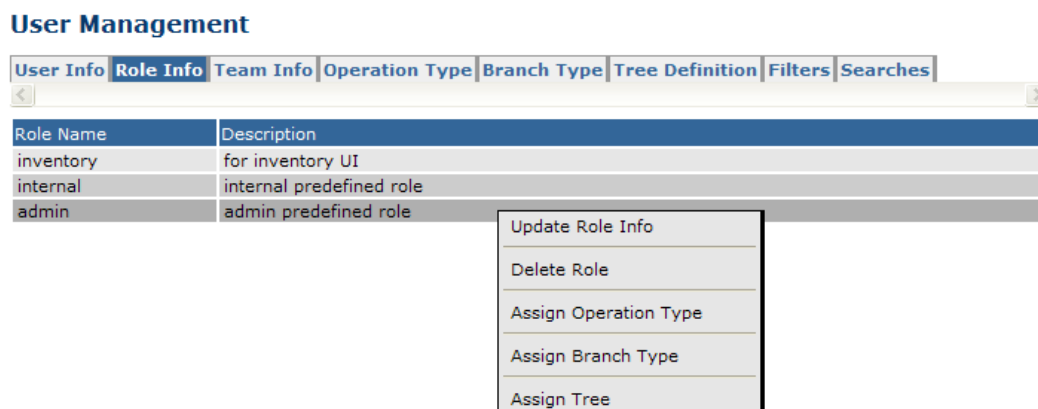 User Management
User Info Role Info Team Info Operation Type Branch Type Tree Definition Filters Searches
Role Name Description
inventory for inventory UI
internal internal predefined role
admin admin predefined role
Update Role Info
Delete Role
Assign Operation Type
Assign Branch Type
Assign Tree